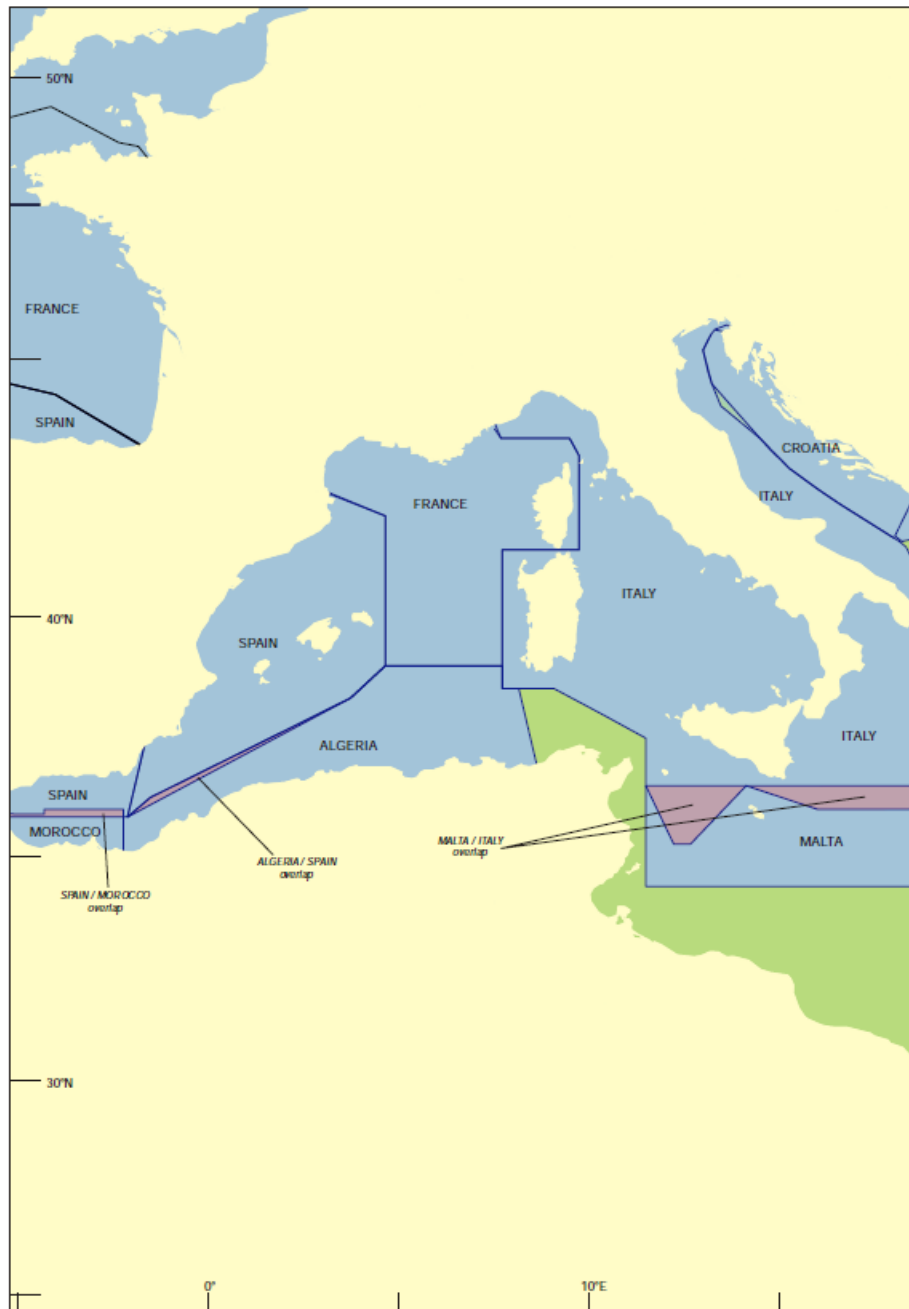 50°N
FRANCE
SPAIN
CROATIA
ITALY
FRANCE
ITALY
40°N
SPAIN
ALGERIA
ITALY
SPAIN
MOROCCO
MALTA / ITALY
overlap
MALTA
ALGERIA / SPAIN
overlap
SPAIN / MOROCCO
overlap
30°N
0°
10°E